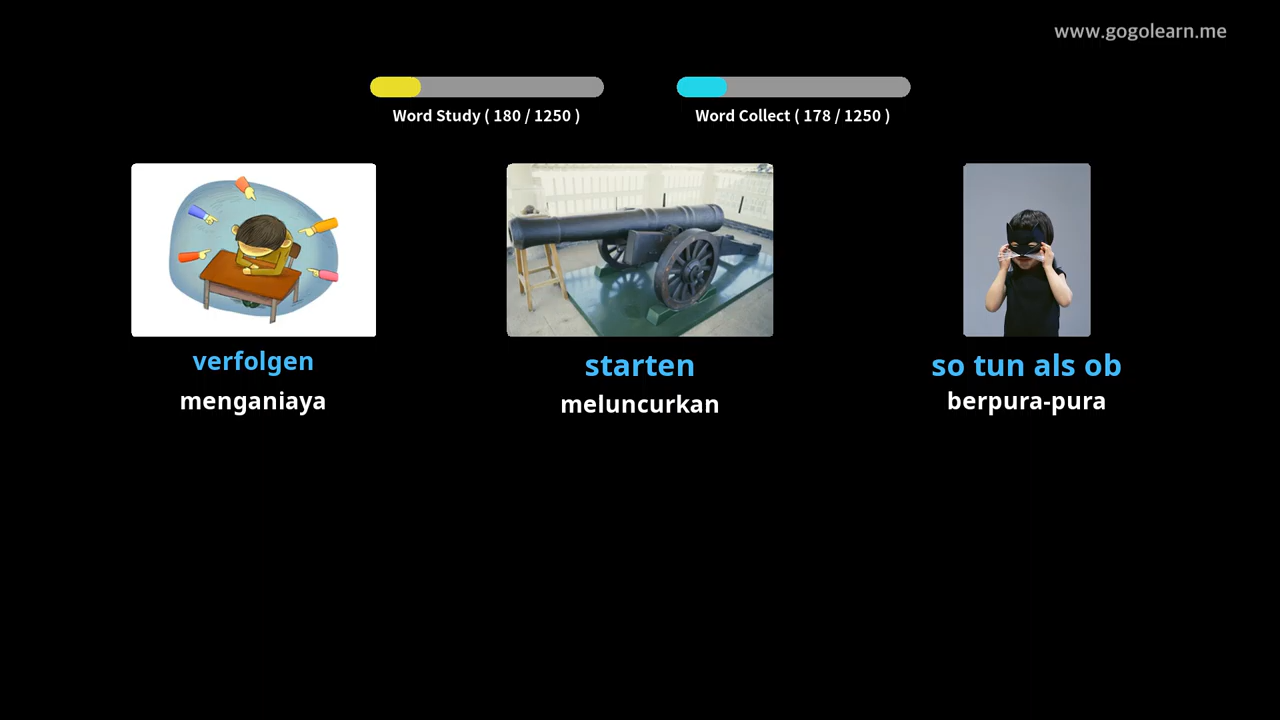 www.gogolearn.me
Word Study ( 180 / 1250 )
Word Collect ( 178 / 1250 )
verfolgen
menganiaya
starten
meluncurkan
so tun als ob
berpura-pura